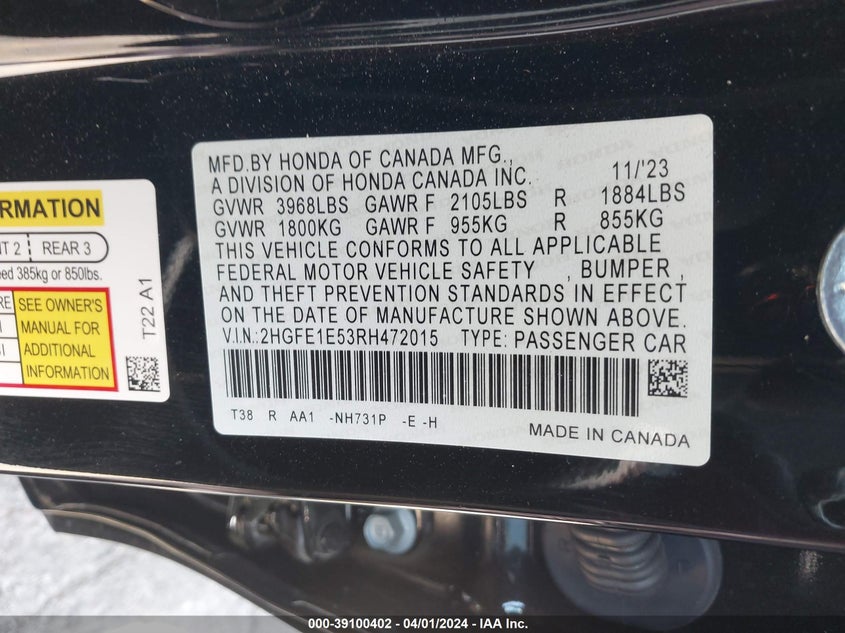 MFD.BY HONDA OF CANADA MFG., 11/'23
A DIVISION OF HONDA CANADA INC.
GVWR 3968LBS GAWR F 2105LBS R 1884LBS
GVWR 1800KG GAWR F 955KG R 855KG
THIS VEHICLE CONFORMS TO ALL APPLICABLE
FEDERAL MOTOR VEHICLE SAFETY , BUMPER ,
AND THEFT PREVENTION STANDARDS IN EFFECT
ON THE DATE OF MANUFACTURE SHOWN ABOVE.
V.I.N.:2HGFE1E53RH472015 TYPE: PASSENGER CAR
T38 R AA1 -NH731P -E -H
MADE IN CANADA
REAR 3
385kg or 850lbs.
SEE OWNER'S
MANUAL FOR
ADDITIONAL
INFORMATION
T22 A1
000-39100402 - 04/01/2024 - IAA Inc.